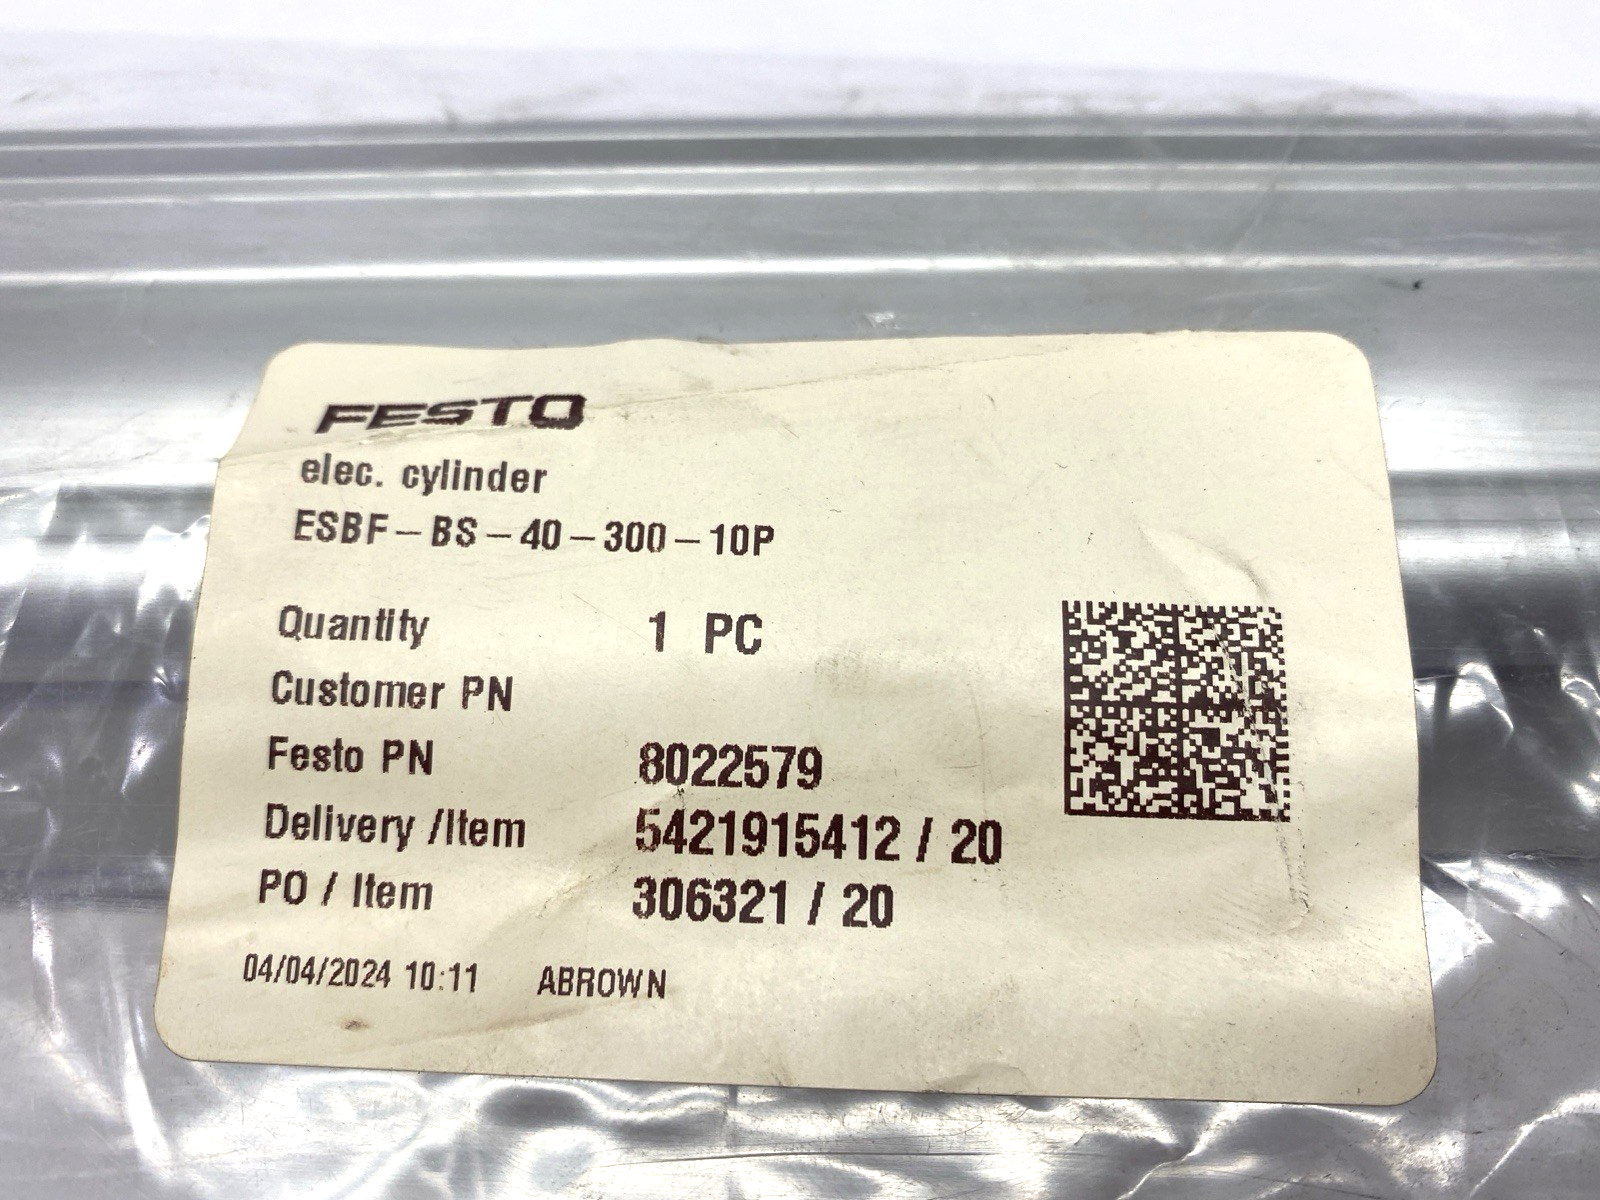 FESTO
elec. cylinder
ESBF-BS-40-300-10P
Quantity 1 PC
Customer PN
Festo PN 8022579
Delivery /Item 5421915412 / 20
PO / Item 306321 / 20
04/04/2024 10:11 ABROWN